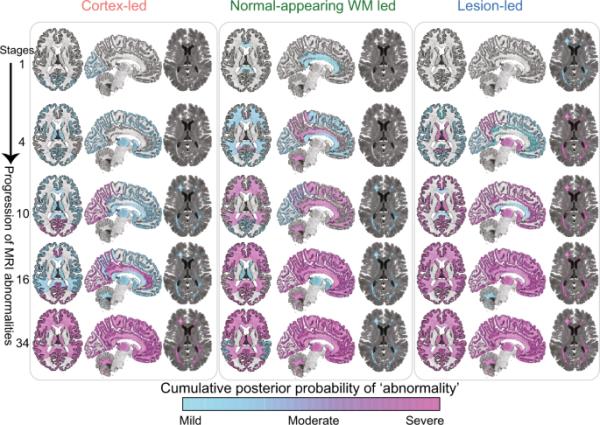 Cortex-led
Normal-appearing WM led
Lesion-led
Stages
1
4
10
16
34
Progression of MRI abnormalities
Cumulative posterior probability of ‘abnormality’
Mild
Moderate
Severe